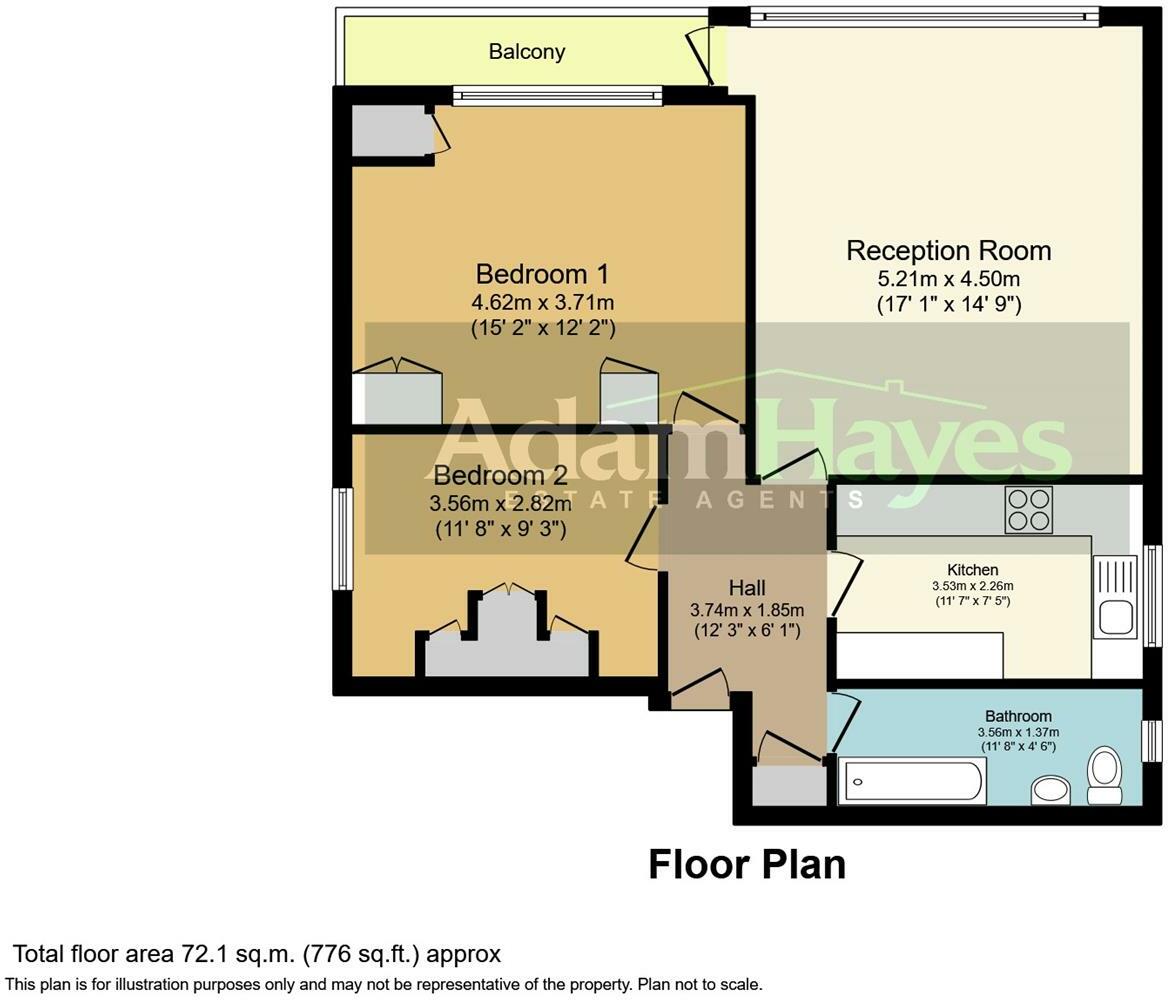 Balcony
Bedroom 1
4.62m x 3.71m
(15' 2" x 12' 2")
Reception Room
5.21m x 4.50m
(17' 1" x 14' 9")
AdamHayes
ESTATE AGENTS
Bedroom 2
3.56m x 2.82m
(11' 8" x 9' 3")
Hall
3.74m x 1.85m
(12' 3" x 6' 1")
Kitchen
3.53m x 2.26m
(11' 7" x 7' 5")
Bathroom
3.56m x 1.37m
(11' 8" x 4' 6")
Floor Plan
Total floor area 72.1 sq.m. (776 sq.ft.) approx
This plan is for illustration purposes only and may not be representative of the property. Plan not to scale.